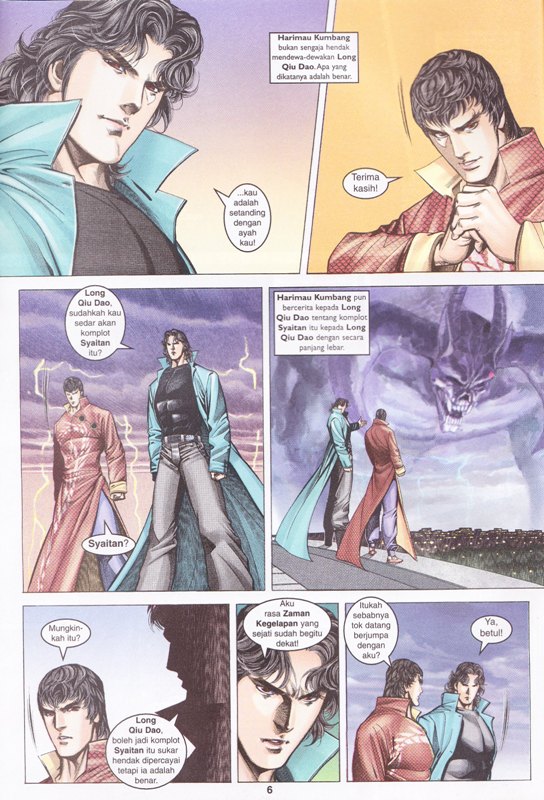 Harimau Kumbang
bukan sengaja hendak
mendewa-dewakan Long
Qiu Dao. Apa yang
dikatanya adalah benar.
...kau
adalah
setanding
dengan
ayah
kau!
Terima
kasih!
Long
Qiu Dao,
sudahkah kau
sedar akan
komplot
Syaitan
itu?
Syaitan?
Harimau Kumbang pun
bercerita kepada Long
Qiu Dao tentang komplot
Syaitan itu kepada Long
Qiu Dao dengan secara
panjang lebar.
Mungkin-
kah itu?
Long
Qiu Dao,
boleh jadi komplot
Syaitan itu sukar
hendak dipercayai
tetapi ia adalah
benar.
Aku
rasa Zaman
Kegelapan yang
sejati sudah begitu
dekat!
Itukah
sebabnya
tok datang
berjumpa
dengan
aku?
Ya,
betul!
6